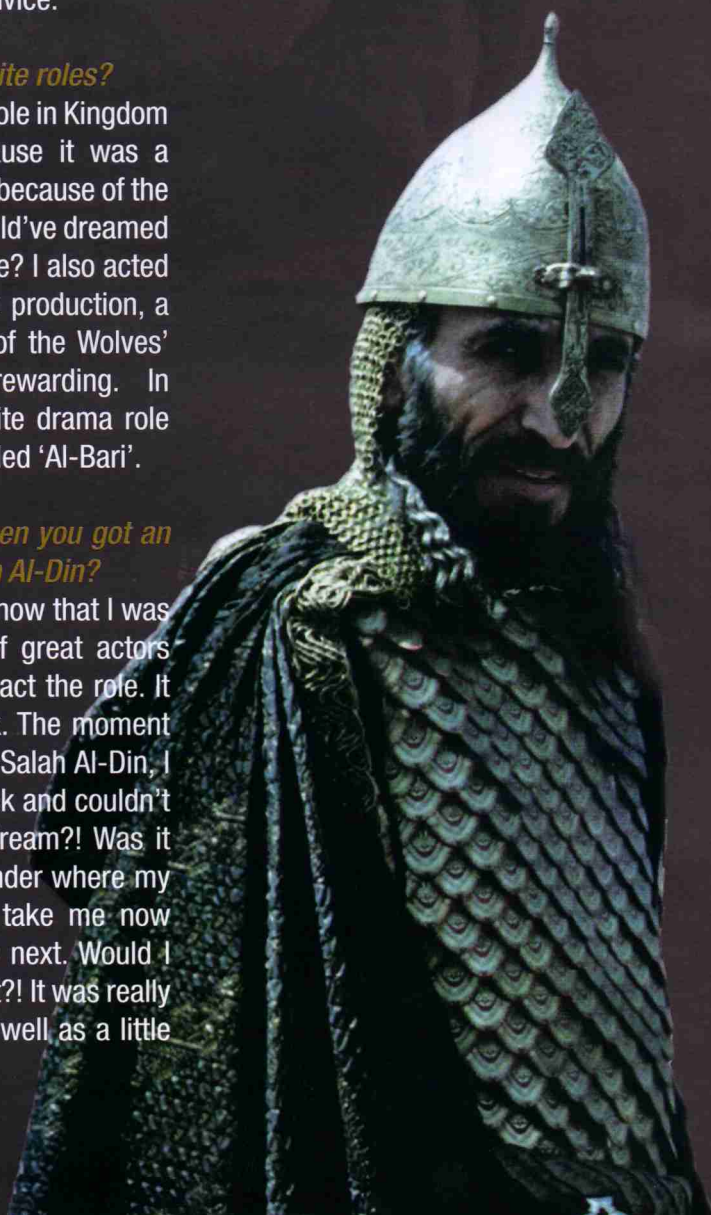 vice.
ite roles?
ole in Kingdom
ause it was a
because of the
ld've dreamed
e? I also acted
production, a
of the Wolves'
rewarding. In
ite drama role
led ‘Al-Bari’.
en you got an
Al-Din?
now that I was
f great actors
act the role. It
. The moment
Salah Al-Din, I
k and couldn't
ream?! Was it
nder where my
take me now
next. Would I
?! It was really
well as a little